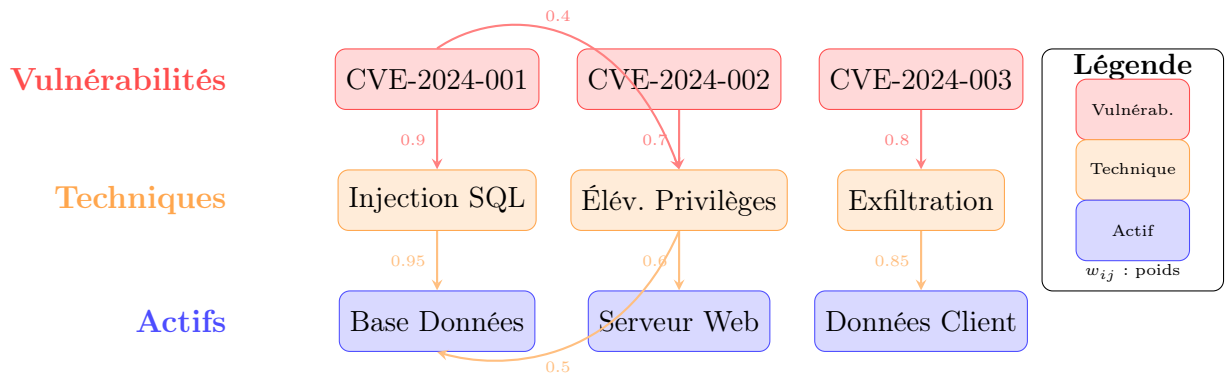 0.4
Vulnérabilités
CVE-2024-001
CVE-2024-002
CVE-2024-003
0.9
0.7
0.8
Techniques
Injection SQL
Élév. Privilèges
Exfiltration
0.95
0.6
0.85
Actifs
Base Données
Serveur Web
Données Client
0.5
Légende
Vulnérab.
Technique
Actif
w_{ij} : poids